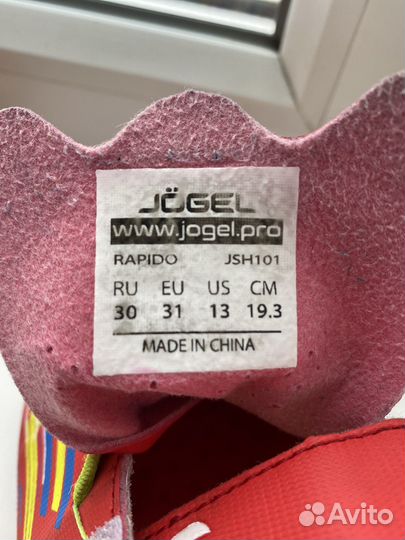 JÖGEL
www.jogel.pro
RAPIDO JSH101
RU EU US CM
30 31 13 19.3
MADE IN CHINA
Avito